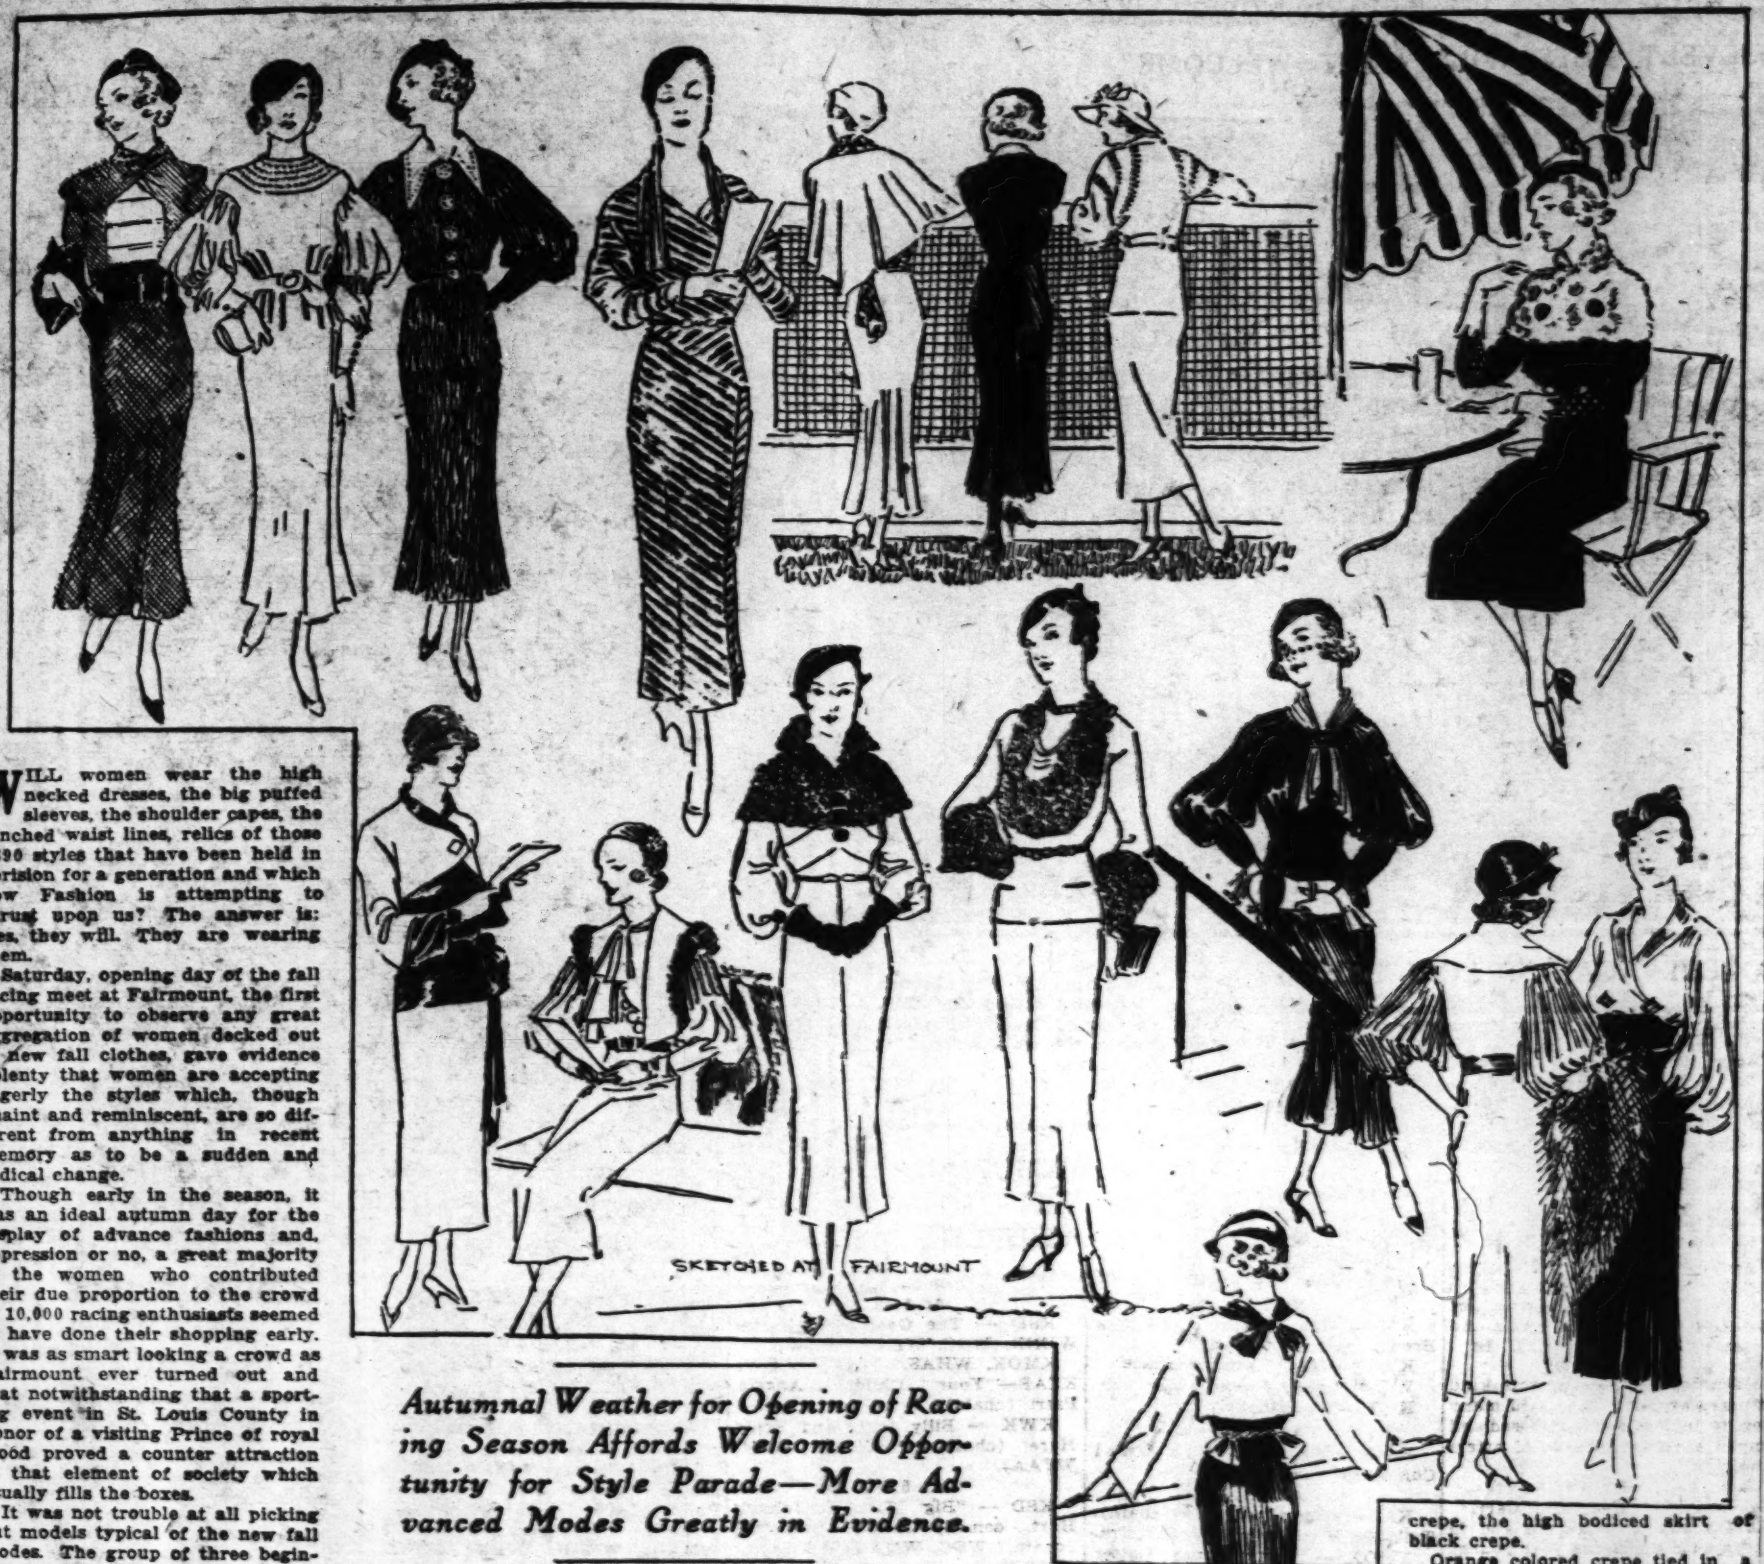 WILL women wear the high
necked dresses, the big puffed
sleeves, the shoulder capes, the
nched waist lines, relics of those
90 styles that have been held in
rision for a generation and which
ow Fashion is attempting to
rust upon us? The answer is:
es, they will. They are wearing
em.
Saturday, opening day of the fall
cing meet at Fairmount, the first
pportunity to observe any great
ggregation of women decked out
new fall clothes, gave evidence
lenty that women are accepting
gerly the styles which, though
aint and reminiscent, are so dif-
rent from anything in recent
emory as to be a sudden and
dical change.
Though early in the season, it
as an ideal autumn day for the
splay of advance fashions and,
pression or no, a great majority
the women who contributed
eir due proportion to the crowd
10,000 racing enthusiasts seemed
have done their shopping early.
was as smart looking a crowd as
airmount ever turned out and
at notwithstanding that a sport-
g event in St. Louis County in
onor of a visiting Prince of royal
ood proved a counter attraction
that element of society which
ually fills the boxes.
It was not trouble at all picking
ut models typical of the new fall
odes. The group of three begin-
SKETCHED AT FAIRMOUNT
Autumnal Weather for Opening of Rac-
ing Season Affords Welcome Oppor-
tunity for Style Parade—More Ad-
vanced Modes Greatly in Evidence.
crepe, the high bodiced skirt of
black crepe.
Orange colored crepe tied in